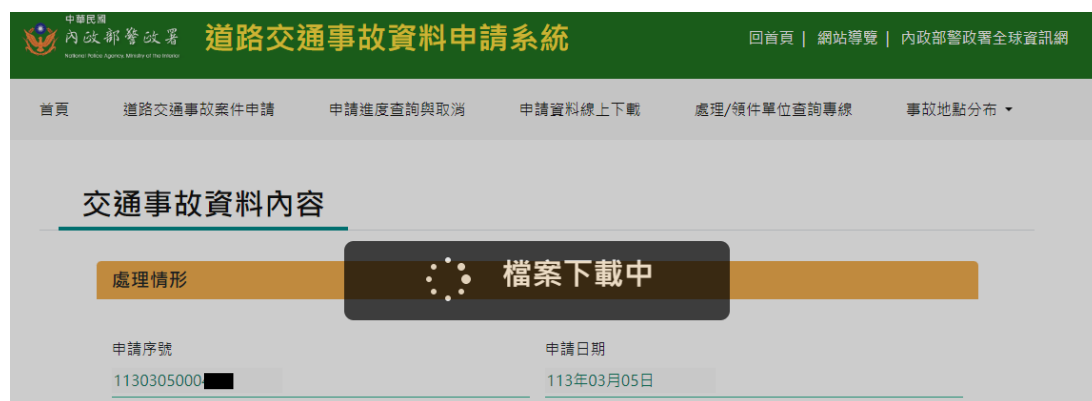 中華民國
內政部警政署
National Police Agency, Ministry of the Interior
道路交通事故資料申請系統
回首頁 | 網站導覽 | 內政部警政署全球資訊網
首頁 道路交通事故案件申請 申請進度查詢與取消 申請資料線上下載 處理/領件單位查詢專線 事故地點分布
交通事故資料內容
處理情形
檔案下載中
申請序號 申請日期
1130305000 113年03月05日